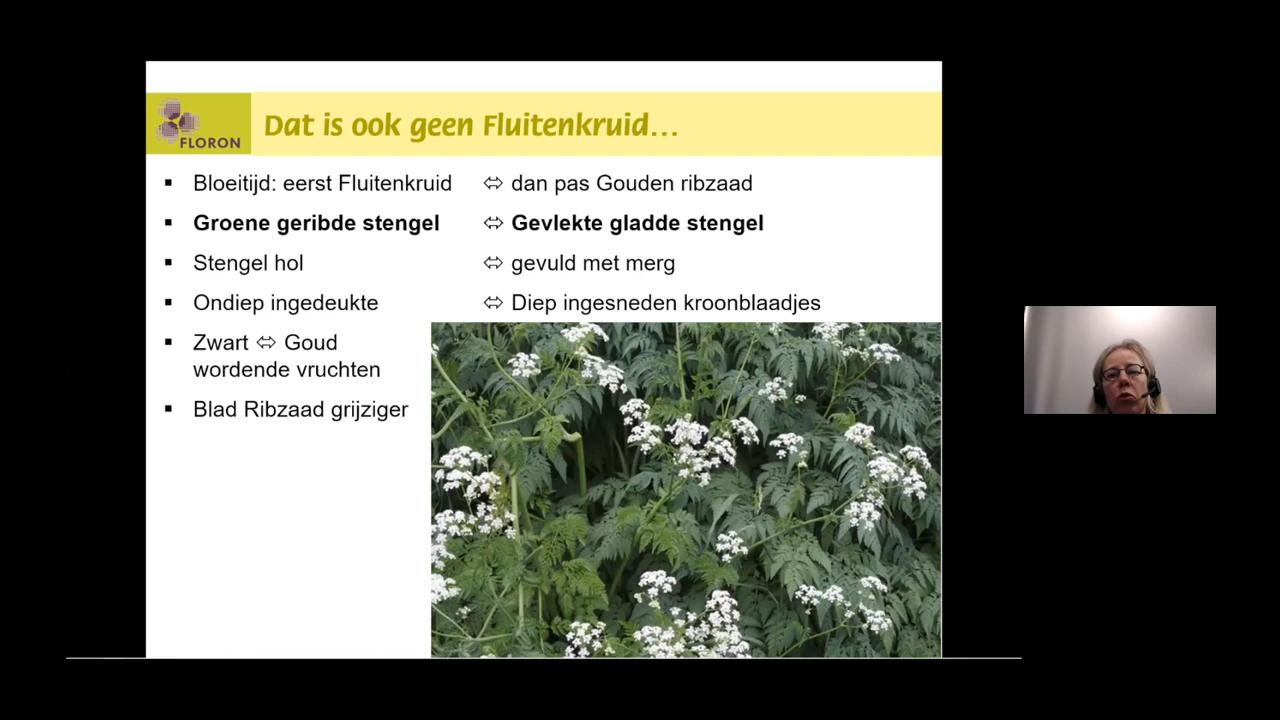 FLORON
Dat is ook geen Fluitenkruid...
▪ Bloeitijd: eerst Fluitenkruid ⬄ dan pas Gouden ribzaad
▪ Groene geribde stengel ⬄ Gevlekte gladde stengel
▪ Stengel hol ⬄ gevuld met merg
▪ Ondiep ingedeukte ⬄ Diep ingesneden kroonblaadjes
▪ Zwart ⬄ Goud
wordende vruchten
▪ Blad Ribzaad grijziger